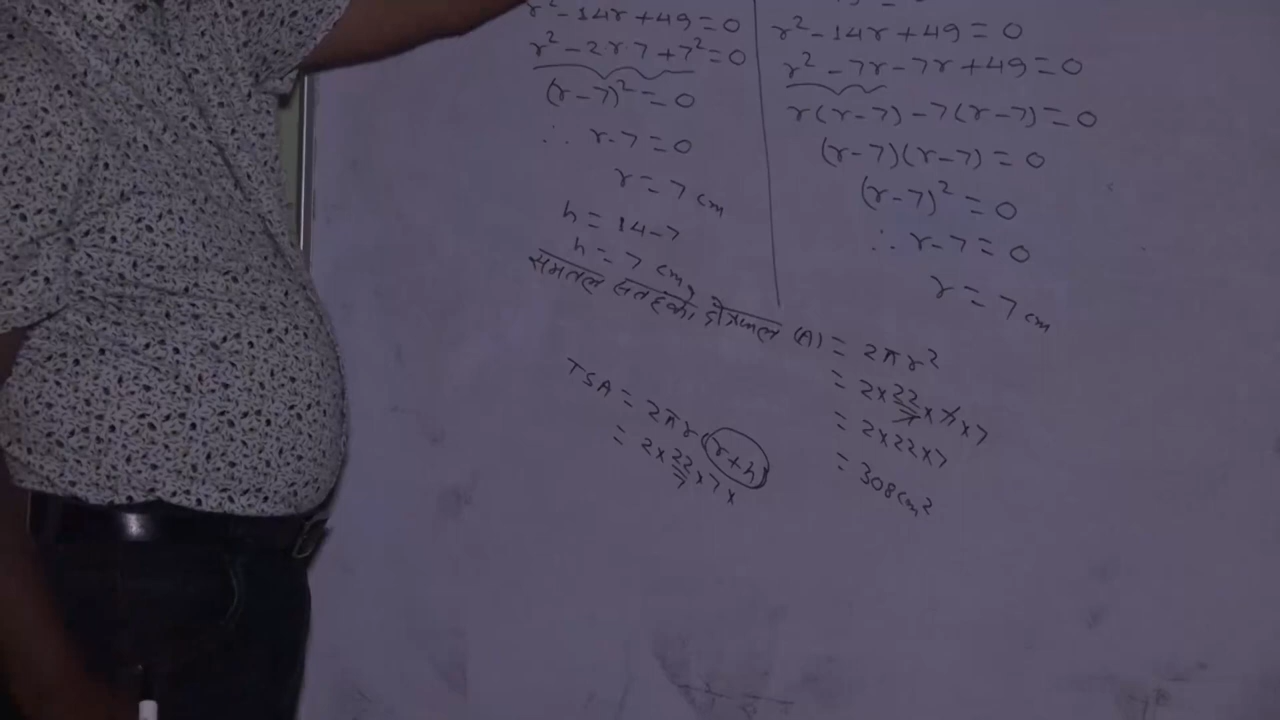 r² - 14r + 49 = 0
r² - 2r.7 + 7² = 0
(r - 7)² = 0
∴ r - 7 = 0
r = 7 cm
h = 14 - 7
h = 7 cm
r² - 14r + 49 = 0
r² - 7r - 7r + 49 = 0
r(r - 7) - 7(r - 7) = 0
(r - 7)(r - 7) = 0
(r - 7)² = 0
∴ r - 7 = 0
r = 7 cm
समतल सतहको क्षेत्रफल (A) = 2πr²
= 2 × 22/7 × 7 × 7
= 2 × 22 × 7
= 308 cm²
TSA = 2πr (r + h)
= 2 × 22/7 × 7 ×